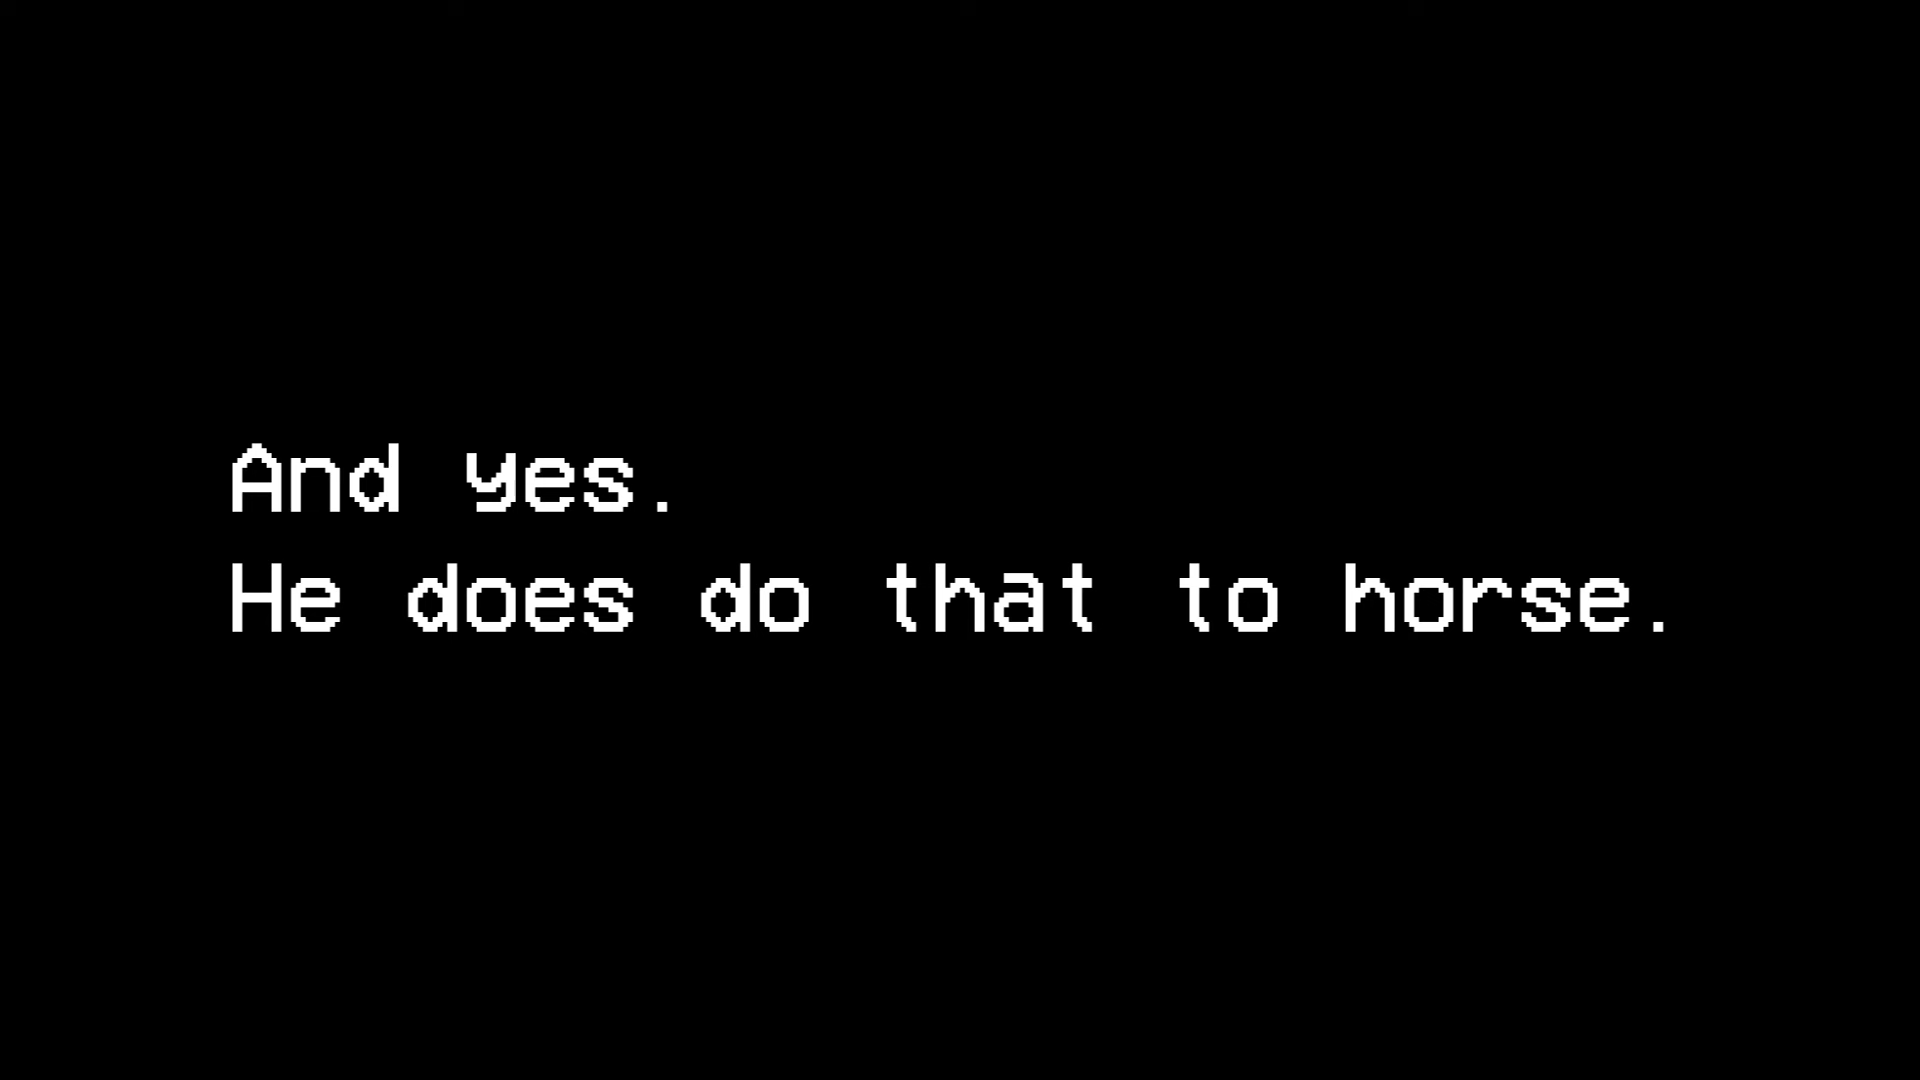 And yes.
He does do that to horse.